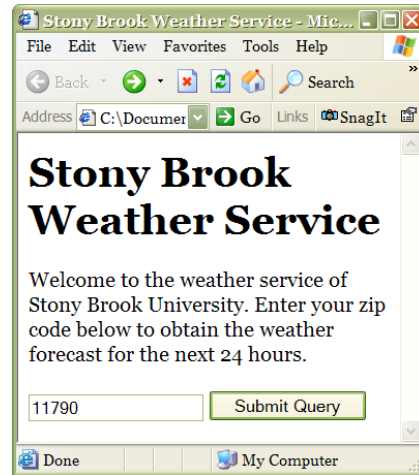 Stony Brook Weather Service - Mic...
File Edit View Favorites Tools Help
Back Search »
Address C:\Documer Go Links SnagIt
Stony Brook
Weather Service
Welcome to the weather service of
Stony Brook University. Enter your zip
code below to obtain the weather
forecast for the next 24 hours.
11790 Submit Query
Done My Computer